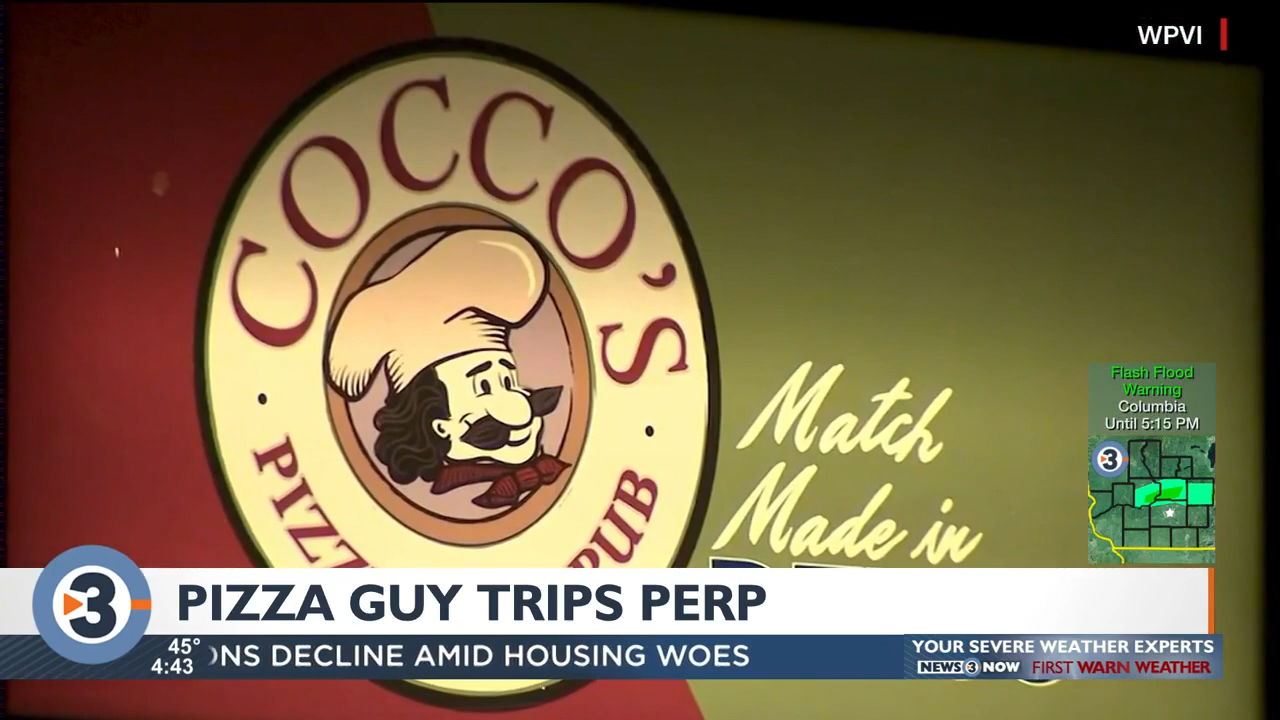 WPVI
COCCO'S
PUB
Match
Made in
Flash Flood
Warning
Columbia
Until 5:15 PM
3
3
PIZZA GUY TRIPS PERP
45°
4:43
DECLINE AMID HOUSING WOES
YOUR SEVERE WEATHER EXPERTS
NEWS 3 NOW FIRST WARN WEATHER